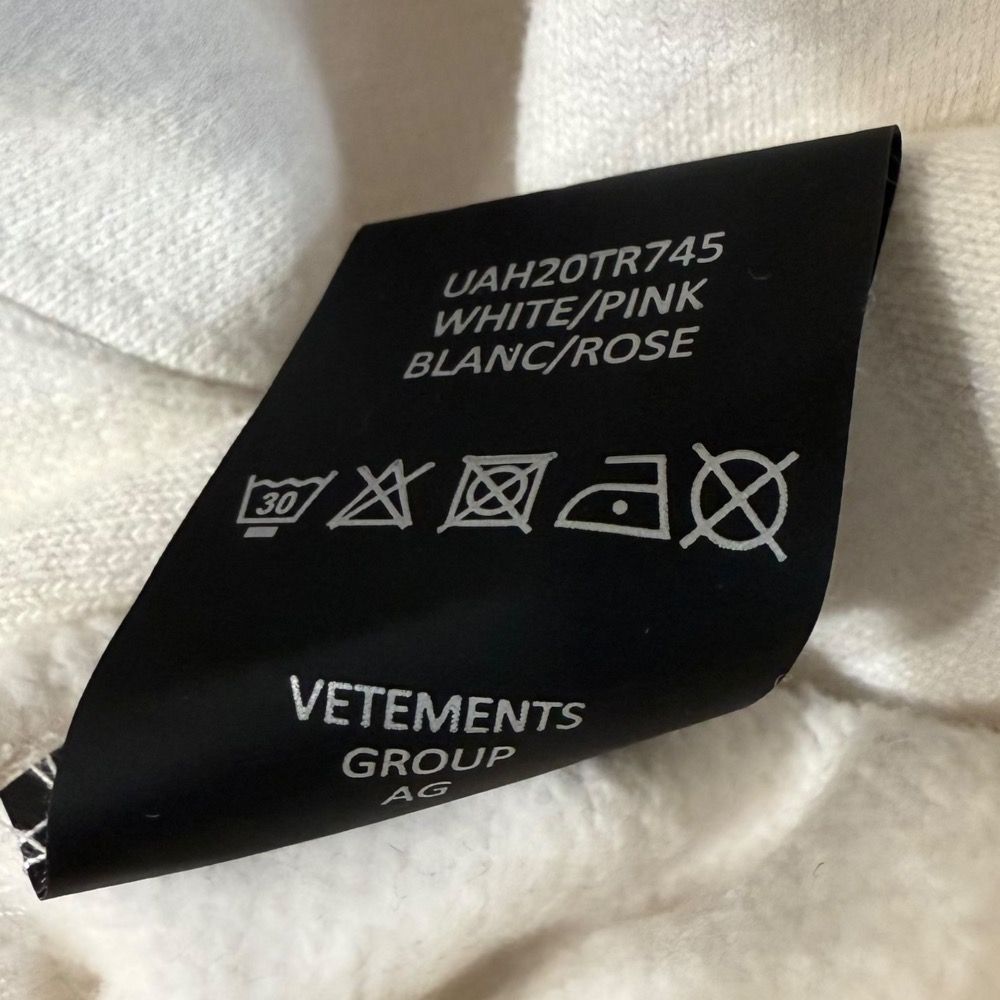 UAH20TR745
WHITE/PINK
BLANC/ROSE
30
VETEMENTS
GROUP
AG